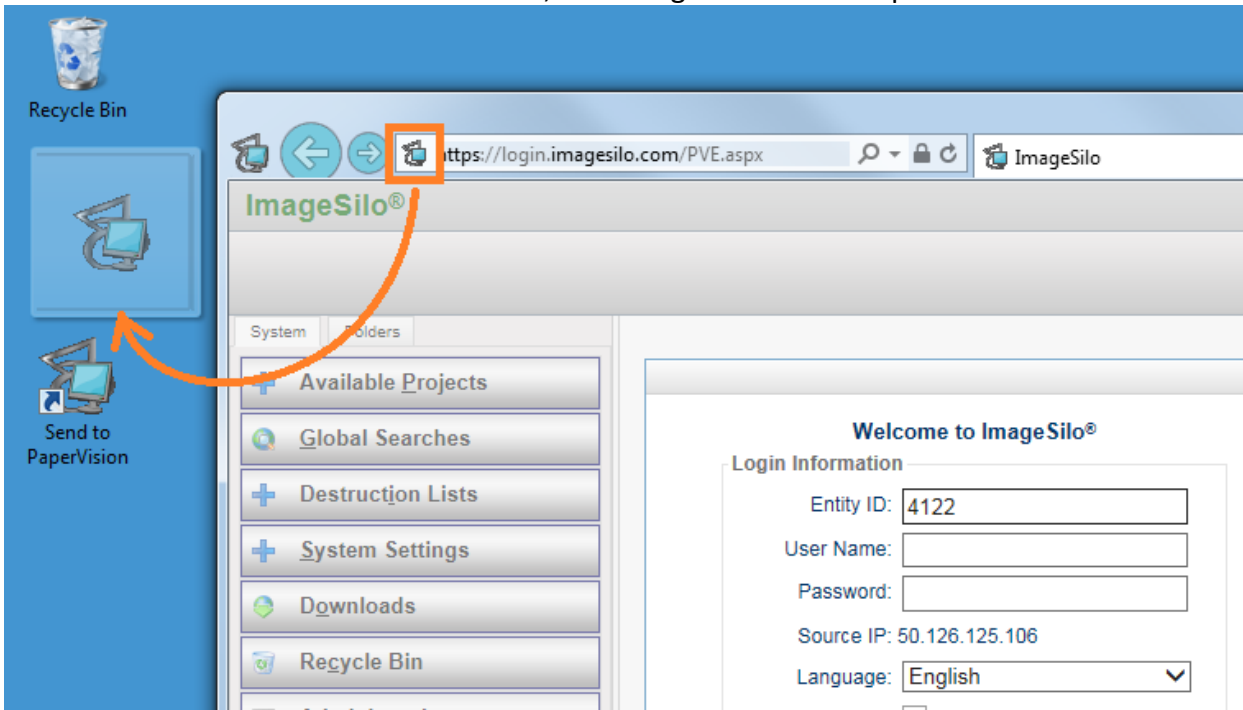 Recycle Bin
ttps://login.imagesilo.com/PVE.aspx
ImageSilo
ImageSilo®
System Folders
Available Projects
Global Searches
Destruction Lists
System Settings
Downloads
Recycle Bin
Send to
PaperVision
Welcome to ImageSilo®
Login Information
Entity ID: 4122
User Name:
Password:
Source IP: 50.126.125.106
Language: English